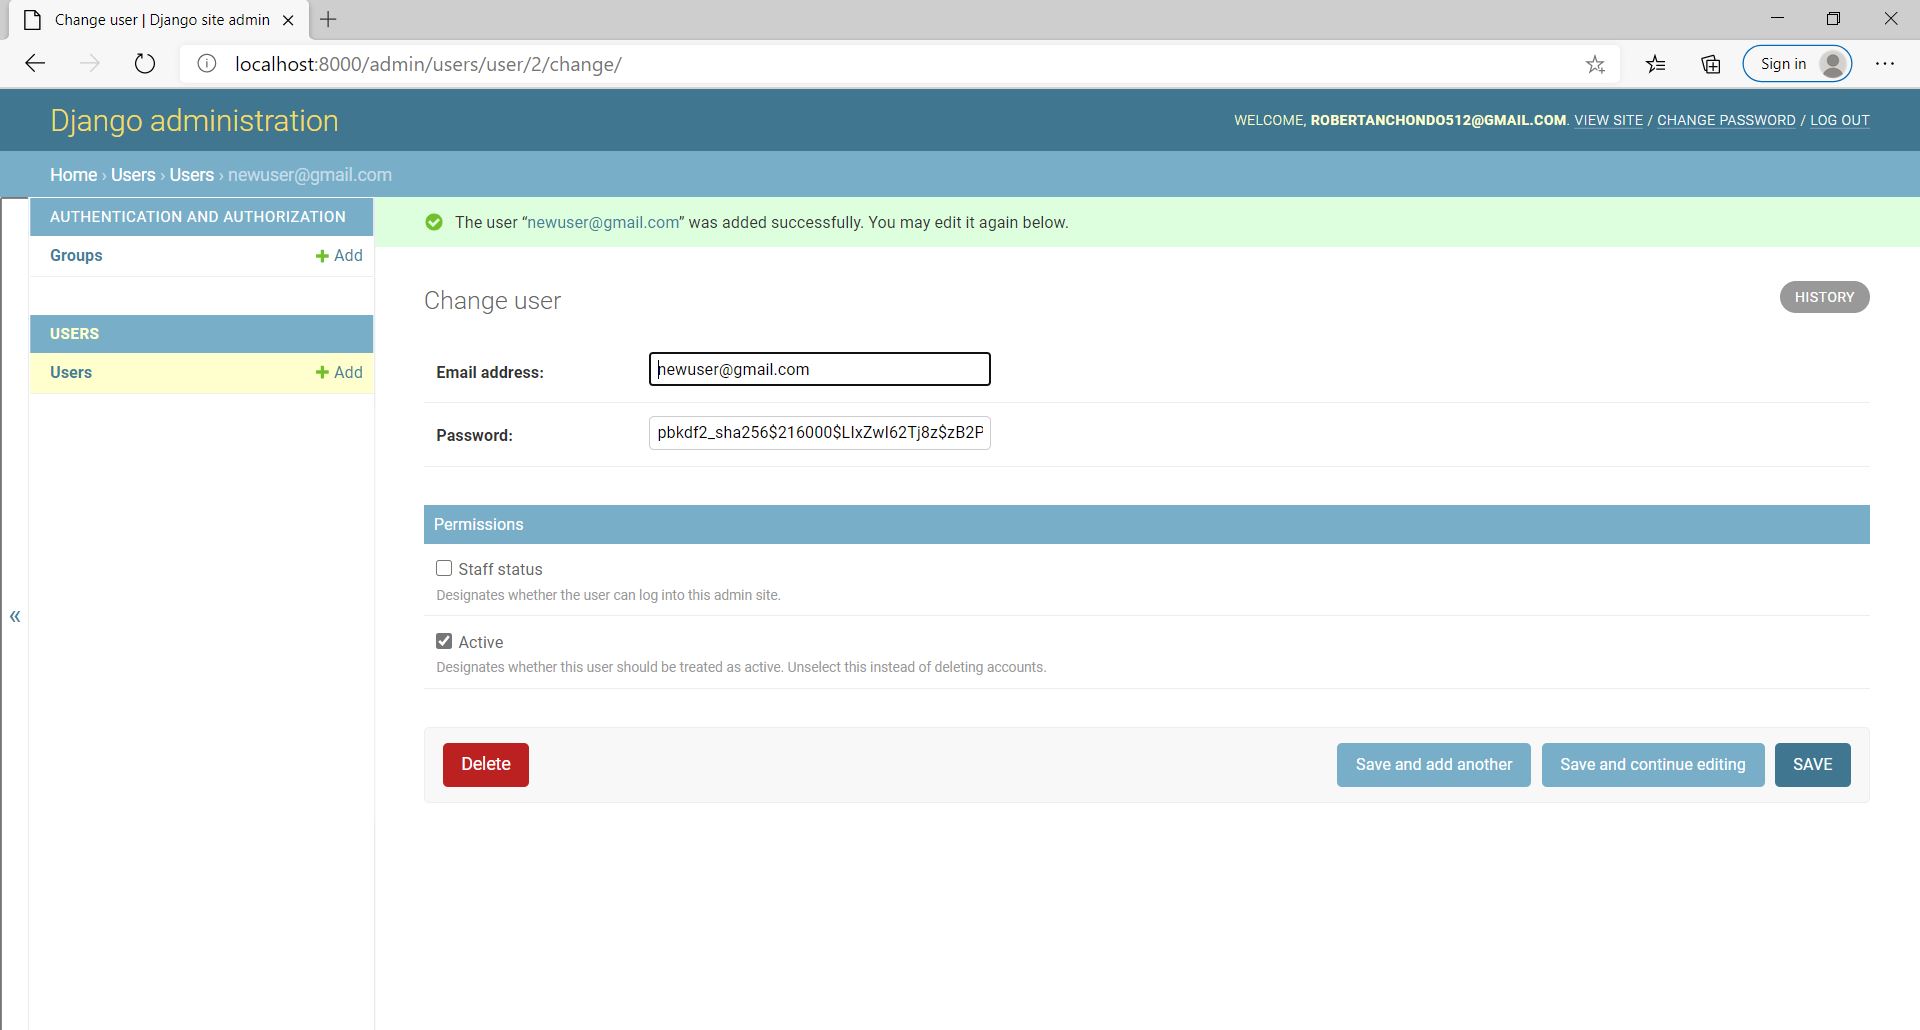 Change user | Django site admin
localhost:8000/admin/users/user/2/change/
Sign in
Django administration
WELCOME, ROBERTANCHONDO512@GMAIL.COM. VIEW SITE / CHANGE PASSWORD / LOG OUT
Home › Users › Users › newuser@gmail.com
AUTHENTICATION AND AUTHORIZATION
Groups + Add
USERS
Users + Add
«
The user “newuser@gmail.com” was added successfully. You may edit it again below.
Change user
HISTORY
Email address: newuser@gmail.com
Password: pbkdf2_sha256$216000$LIxZwI62Tj8z$zB2P
Permissions
Staff status
Designates whether the user can log into this admin site.
Active
Designates whether this user should be treated as active. Unselect this instead of deleting accounts.
Delete
Save and add another
Save and continue editing
SAVE